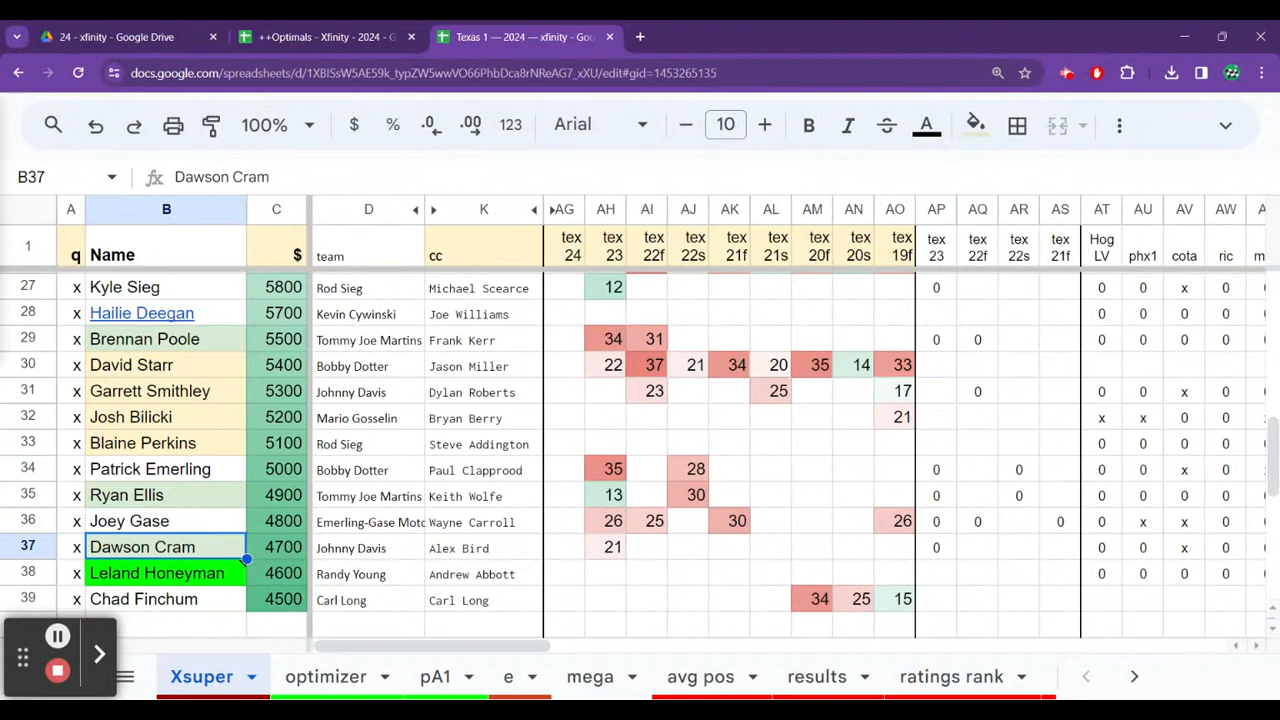 24 - xfinity - Google Drive
++Optimals - Xfinity - 2024 - G
Texas 1 — 2024 — xfinity - Goo
docs.google.com/spreadsheets/d/1XBISsW5AE59k_typZW5wwVO66PhbDca8rNReAG7_xXU/edit#gid=1453265135
100% $ % .0 .00 123 Arial 10 B I A
B37 fx Dawson Cram
A B C D K AG AH AI AJ AK AL AM AN AO AP AQ AR AS AT AU AV AW
1 q Name $ team cc tex 24 tex 23 tex 22f tex 22s tex 21f tex 21s tex 20f tex 20s tex 19f tex 23 tex 22f tex 22s tex 21f Hog LV phx1 cota ric m
27 x Kyle Sieg 5800 Rod Sieg Michael Scearce 12 0 0 0 x 0
28 x Hailie Deegan 5700 Kevin Cywinski Joe Williams 0 0 0 0
29 x Brennan Poole 5500 Tommy Joe Martins Frank Kerr 34 31 0 0 0 0 0 0
30 x David Starr 5400 Bobby Dotter Jason Miller 22 37 21 34 20 35 14 33
31 x Garrett Smithley 5300 Johnny Davis Dylan Roberts 23 25 17 0 0 0 x 0
32 x Josh Bilicki 5200 Mario Gosselin Bryan Berry 21 x x 0 0
33 x Blaine Perkins 5100 Rod Sieg Steve Addington 0 0 0 0
34 x Patrick Emerling 5000 Bobby Dotter Paul Clapprood 35 28 0 0 0 0 x 0
35 x Ryan Ellis 4900 Tommy Joe Martins Keith Wolfe 13 30 0 0 0 0 0 0
36 x Joey Gase 4800 Emerling-Gase Moto Wayne Carroll 26 25 30 26 0 0 0 0 x x 0
37 x Dawson Cram 4700 Johnny Davis Alex Bird 21 0 0 0 x 0
38 x Leland Honeyman 4600 Randy Young Andrew Abbott 0 0 0 0
39 x Chad Finchum 4500 Carl Long Carl Long 34 25 15
Xsuper optimizer pA1 e mega avg pos results ratings rank